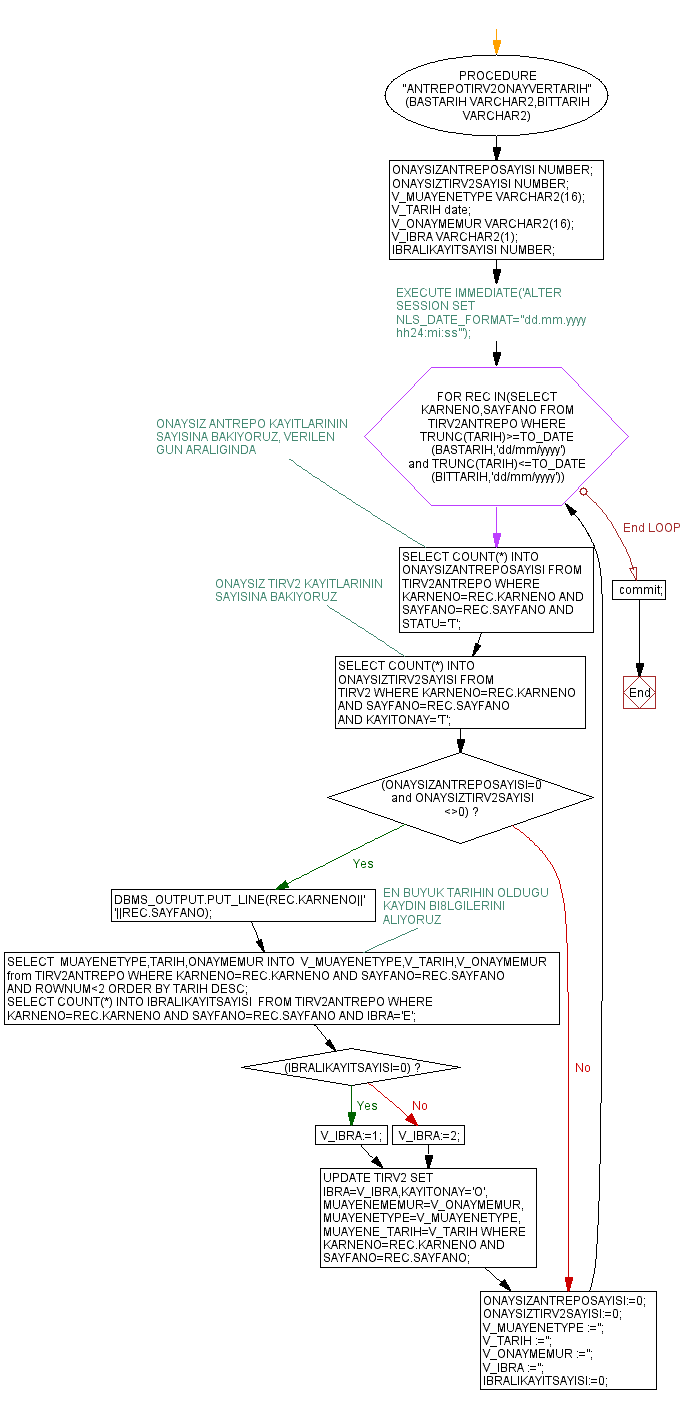 PROCEDURE
"ANTREPOTIRV2ONAYVERTARIH"
(BASTARIH VARCHAR2,BITTARIH
VARCHAR2)
ONAYSIZANTREPOSAYISI NUMBER;
ONAYSIZTIRV2SAYISI NUMBER;
V_MUAYENETYPE VARCHAR2(16);
V_TARIH date;
V_ONAYMEMUR VARCHAR2(16);
V_IBRA VARCHAR2(1);
IBRALIKAYITSAYISI NUMBER;
EXECUTE IMMEDIATE('ALTER
SESSION SET
NLS_DATE_FORMAT="dd.mm.yyyy
hh24:mi:ss"');
FOR REC IN(SELECT
KARNENO,SAYFANO FROM
TIRV2ANTREPO WHERE
TRUNC(TARIH)>=TO_DATE
(BASTARIH,'dd/mm/yyyy')
and TRUNC(TARIH)<=TO_DATE
(BITTARIH,'dd/mm/yyyy'))
ONAYSIZ ANTREPO KAYITLARININ
SAYISINA BAKIYORUZ, VERILEN
GUN ARALIGINDA
End LOOP
commit;
End
SELECT COUNT(*) INTO
ONAYSIZANTREPOSAYISI FROM
TIRV2ANTREPO WHERE
KARNENO=REC.KARNENO AND
SAYFANO=REC.SAYFANO AND
STATU='T';
ONAYSIZ TIRV2 KAYITLARININ
SAYISINA BAKIYORUZ
SELECT COUNT(*) INTO
ONAYSIZTIRV2SAYISI FROM
TIRV2 WHERE KARNENO=REC.KARNENO
AND SAYFANO=REC.SAYFANO
AND KAYITONAY='T';
(ONAYSIZANTREPOSAYISI=0
and ONAYSIZTIRV2SAYISI
<>0) ?
Yes
DBMS_OUTPUT.PUT_LINE(REC.KARNENO||'
'||REC.SAYFANO);
EN BUYUK TARIHIN OLDUGU
KAYDIN BI8LGILERINI
ALIYORUZ
SELECT  MUAYENETYPE,TARIH,ONAYMEMUR INTO  V_MUAYENETYPE,V_TARIH,V_ONAYMEMUR
from TIRV2ANTREPO WHERE KARNENO=REC.KARNENO AND SAYFANO=REC.SAYFANO
AND ROWNUM<2 ORDER BY TARIH DESC;
SELECT COUNT(*) INTO IBRALIKAYITSAYISI  FROM TIRV2ANTREPO WHERE
KARNENO=REC.KARNENO AND SAYFANO=REC.SAYFANO AND IBRA='E';
(IBRALIKAYITSAYISI=0) ?
No
Yes
No
V_IBRA:=1;
V_IBRA:=2;
UPDATE TIRV2 SET
IBRA=V_IBRA,KAYITONAY='O',
MUAYENEMEMUR=V_ONAYMEMUR,
MUAYENETYPE=V_MUAYENETYPE,
MUAYENE_TARIH=V_TARIH WHERE
KARNENO=REC.KARNENO AND
SAYFANO=REC.SAYFANO;
ONAYSIZANTREPOSAYISI:=0;
ONAYSIZTIRV2SAYISI:=0;
V_MUAYENETYPE :='';
V_TARIH :='';
V_ONAYMEMUR :='';
V_IBRA :='';
IBRALIKAYITSAYISI:=0;